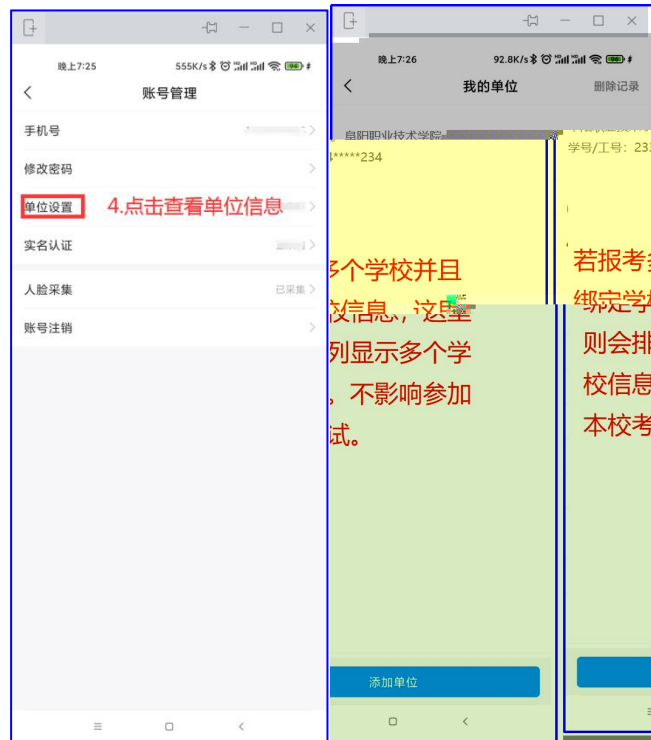 晚上7:25
555K/s
账号管理
手机号
修改密码
单位设置
4.点击查看单位信息
实名认证
人脸采集
已采集
账号注销
晚上7:26
92.8K/s
我的单位
删除记录
阜阳职业技术学院
*****234
学号/工号: 23
个学校并且
若报考
校信息，这里
绑定学
列显示多个学
则会排
。不影响参加
校信息
试。
本校考
添加单位